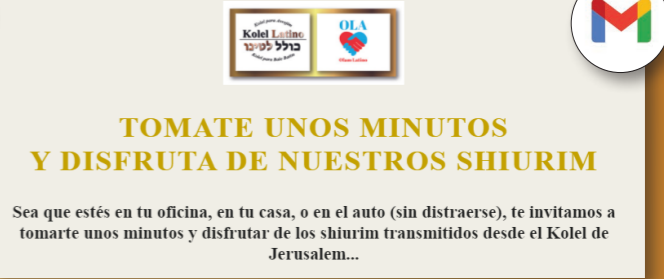 Kolel Latino
כולל לטינו
OLA
Olam Latino
TOMATE UNOS MINUTOS
Y DISFRUTA DE NUESTROS SHIURIM
Sea que estés en tu oficina, en tu casa, o en el auto (sin distraerse), te invitamos a
tomarte unos minutos y disfrutar de los shiurim transmitidos desde el Kolel de
Jerusalem...